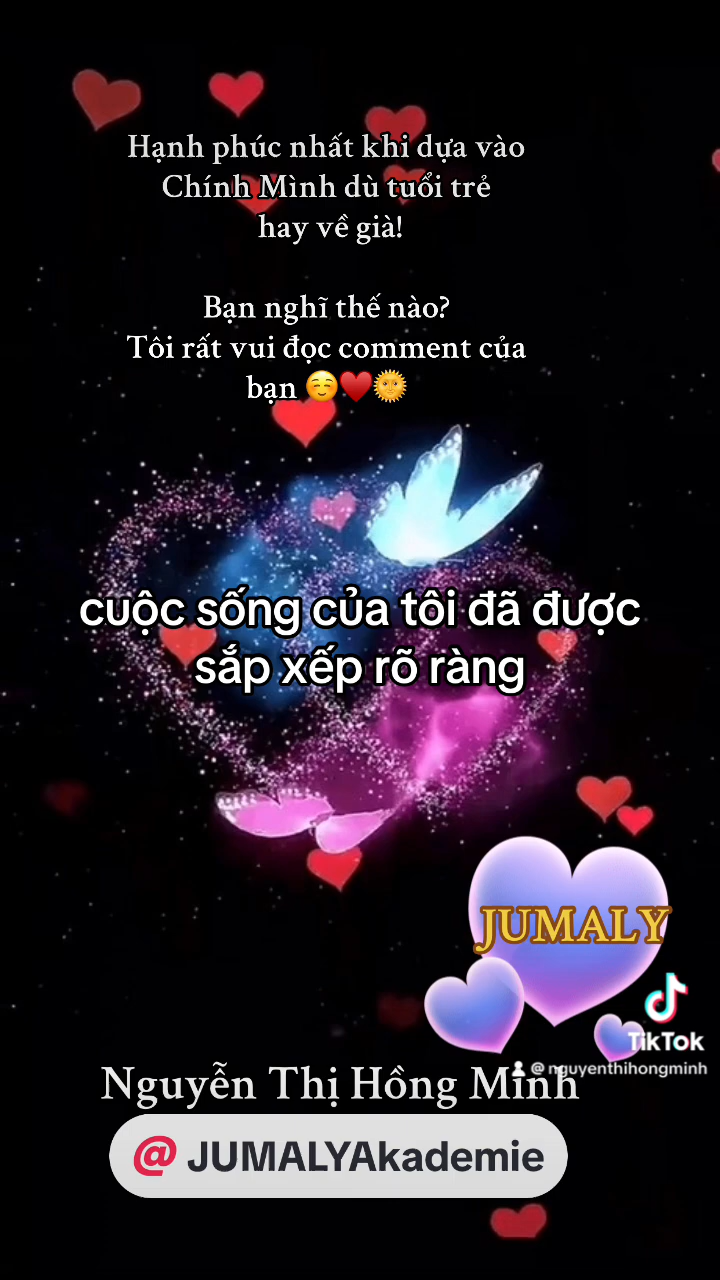 Hạnh phúc nhất khi dựa vào
Chính Mình dù tuổi trẻ
hay về già!
Bạn nghĩ thế nào?
Tôi rất vui đọc comment của
bạn ☺️♥️🌞
cuộc sống của tôi đã được
sắp xếp rõ ràng
JUMALY
TikTok
@nguyenthihongminh
Nguyễn Thị Hồng Minh
@ JUMALYAkademie